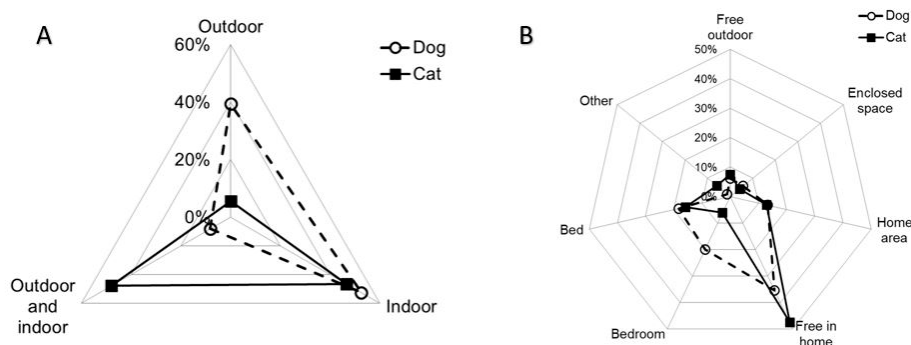 A
Outdoor
60%
40%
20%
0%
Outdoor
and
indoor
Indoor
Dog
Cat
B
Free
outdoor
50%
40%
30%
20%
10%
0%
Enclosed
space
Home
area
Free in
home
Bedroom
Bed
Other
Dog
Cat